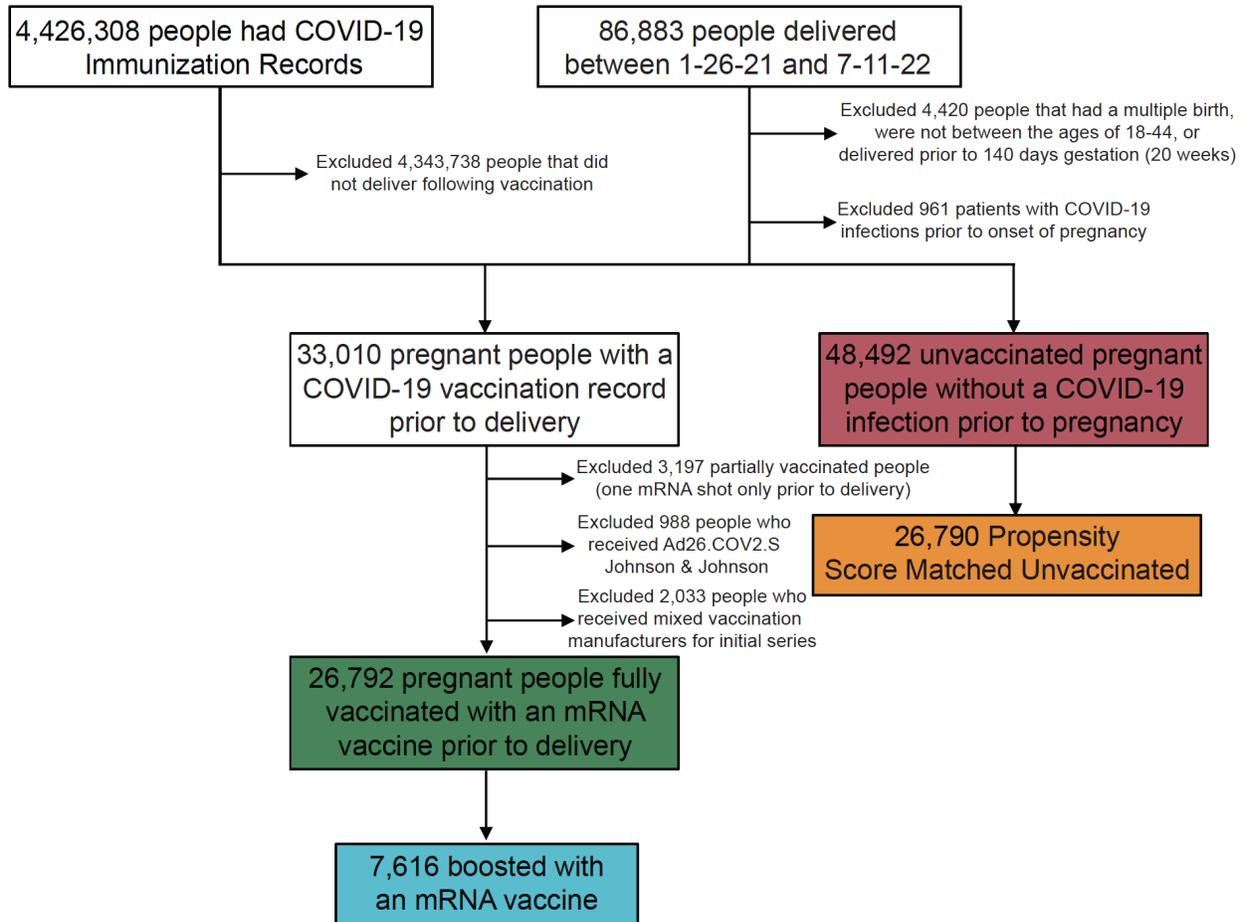 4,426,308 people had COVID-19
Immunization Records
86,883 people delivered
between 1-26-21 and 7-11-22
Excluded 4,420 people that had a multiple birth,
were not between the ages of 18-44, or
delivered prior to 140 days gestation (20 weeks)
Excluded 4,343,738 people that did
not deliver following vaccination
Excluded 961 patients with COVID-19
infections prior to onset of pregnancy
33,010 pregnant people with a
COVID-19 vaccination record
prior to delivery
48,492 unvaccinated pregnant
people without a COVID-19
infection prior to pregnancy
Excluded 3,197 partially vaccinated people
(one mRNA shot only prior to delivery)
Excluded 988 people who
received Ad26.COV2.S
Johnson & Johnson
26,790 Propensity
Score Matched Unvaccinated
Excluded 2,033 people who
received mixed vaccination
manufacturers for initial series
26,792 pregnant people fully
vaccinated with an mRNA
vaccine prior to delivery
7,616 boosted with
an mRNA vaccine